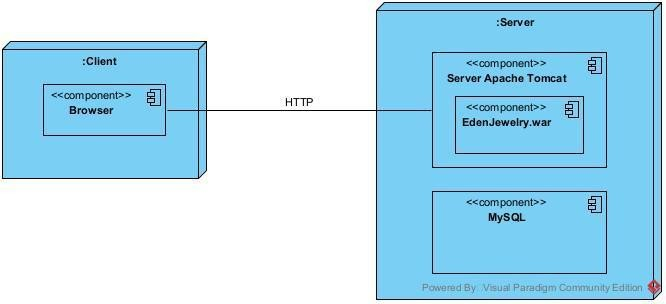 :Client
<<component>>
Browser
HTTP
:Server
<<component>>
Server Apache Tomcat
<<component>>
EdenJewelry.war
<<component>>
MySQL
Powered By: Visual Paradigm Community Edition